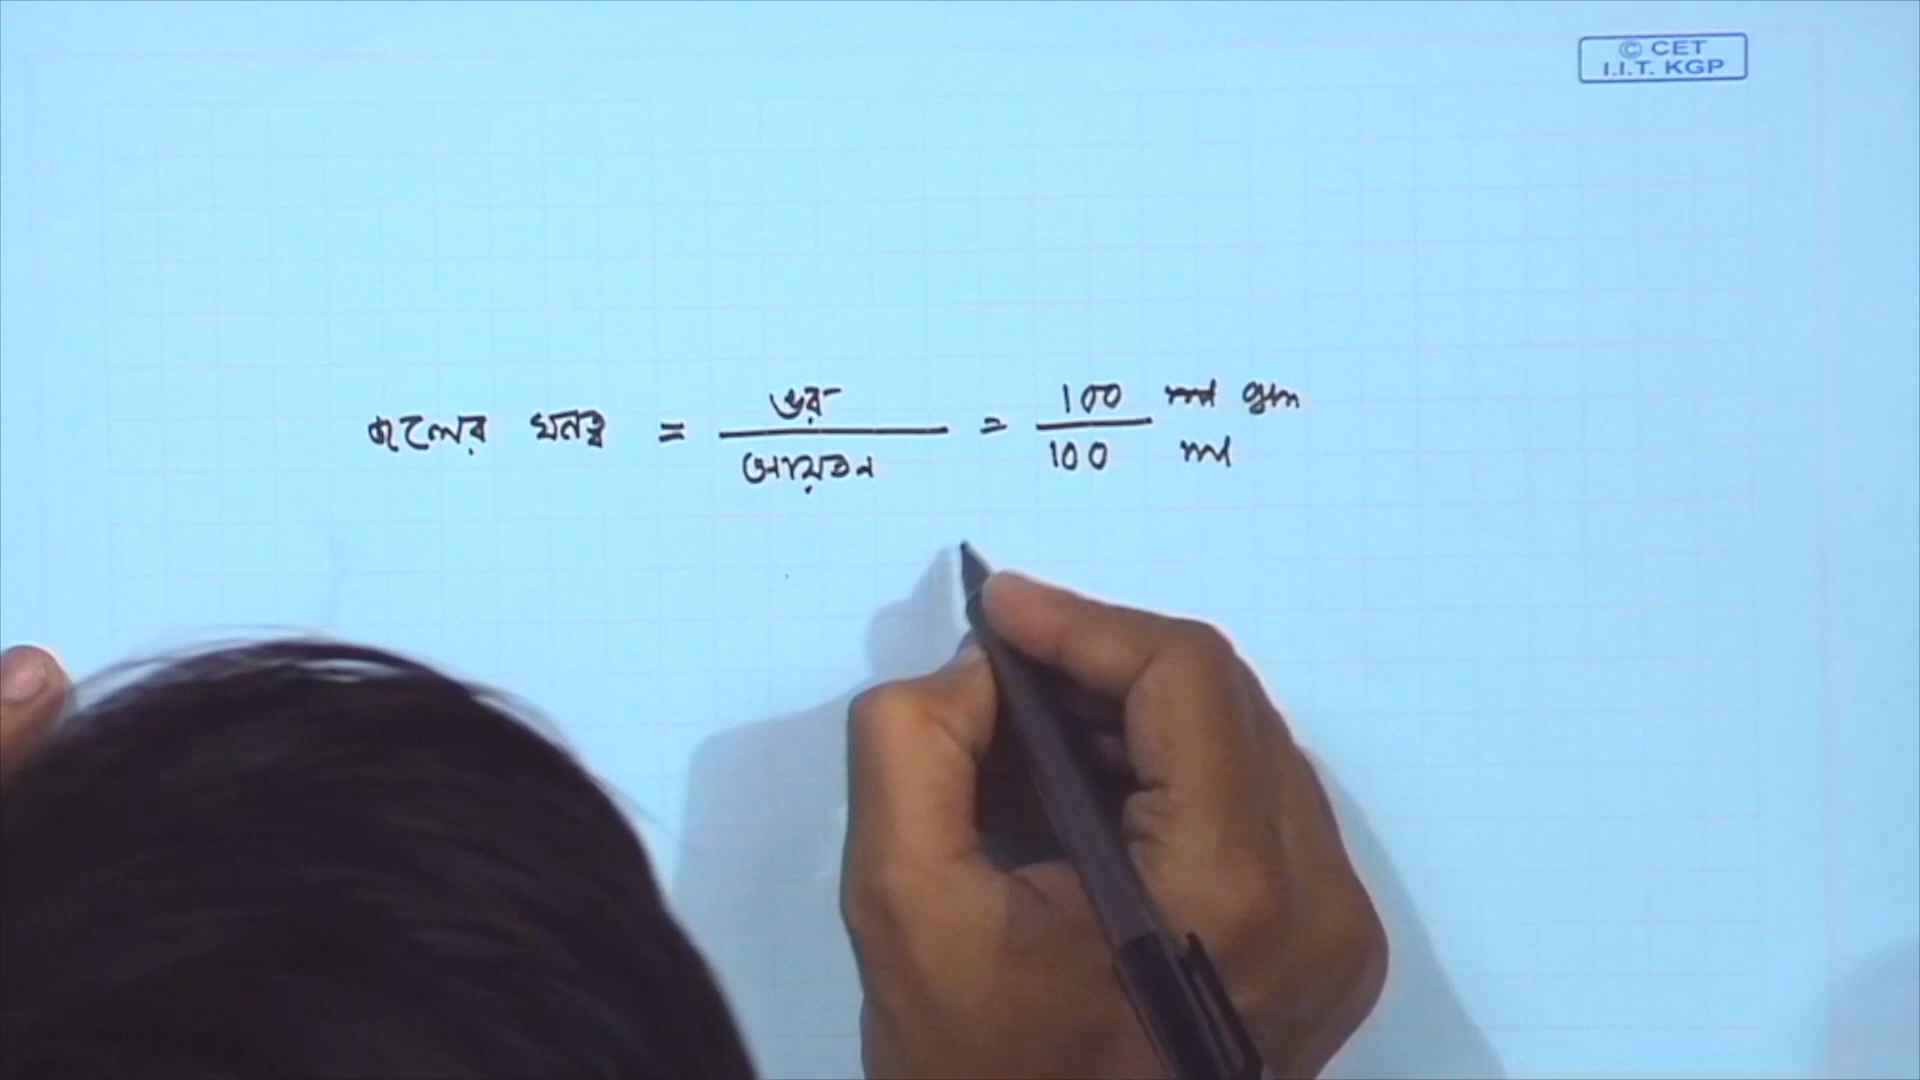 © CET
I.I.T. KGP
জলের ঘনত্ব = ভর / আয়তন = 100 gm / 100 ml